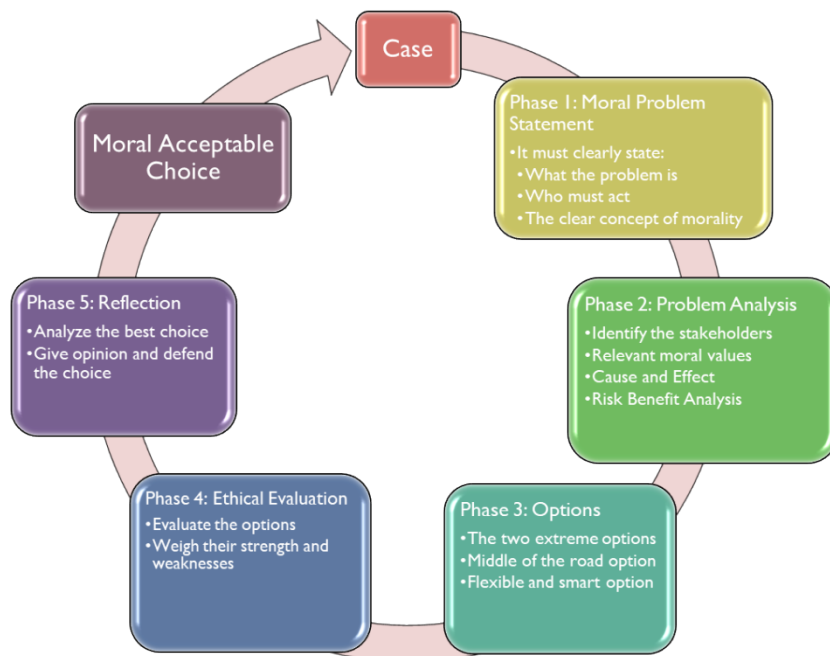 Case
Phase 1: Moral Problem
Statement
•It must clearly state:
•What the problem is
•Who must act
•The clear concept of morality
Phase 2: Problem Analysis
•Identify the stakeholders
•Relevant moral values
•Cause and Effect
•Risk Benefit Analysis
Phase 3: Options
•The two extreme options
•Middle of the road option
•Flexible and smart option
Phase 4: Ethical Evaluation
•Evaluate the options
•Weigh their strength and
weaknesses
Phase 5: Reflection
•Analyze the best choice
•Give opinion and defend
the choice
Moral Acceptable
Choice